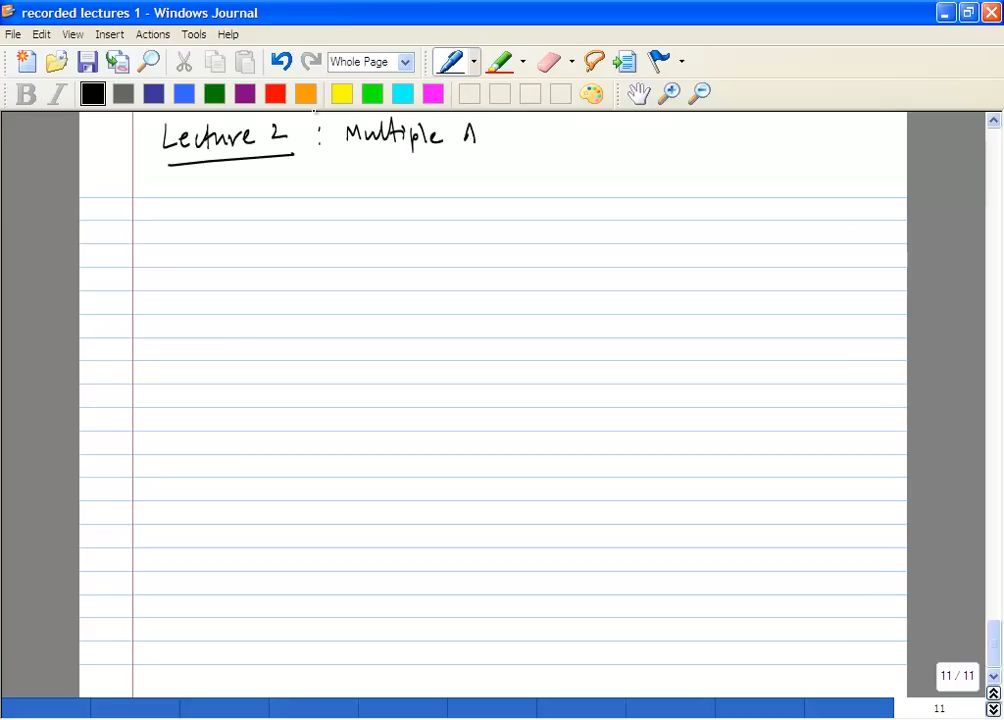 recorded lectures 1 - Windows Journal
File Edit View Insert Actions Tools Help
Whole Page
B I
Lecture 2 : Multiple A
11 / 11
11